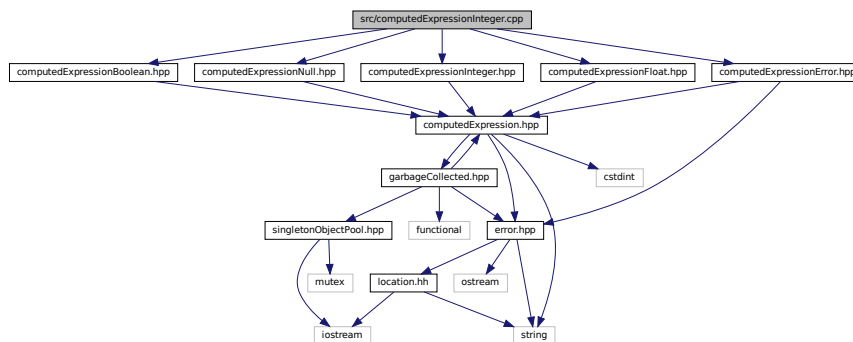 src/computedExpressionInteger.cpp
computedExpressionBoolean.hpp
computedExpressionNull.hpp
computedExpressionInteger.hpp
computedExpressionFloat.hpp
computedExpressionError.hpp
computedExpression.hpp
garbageCollected.hpp
cstdint
singletonObjectPool.hpp
functional
error.hpp
mutex
location.hh
ostream
iostream
string